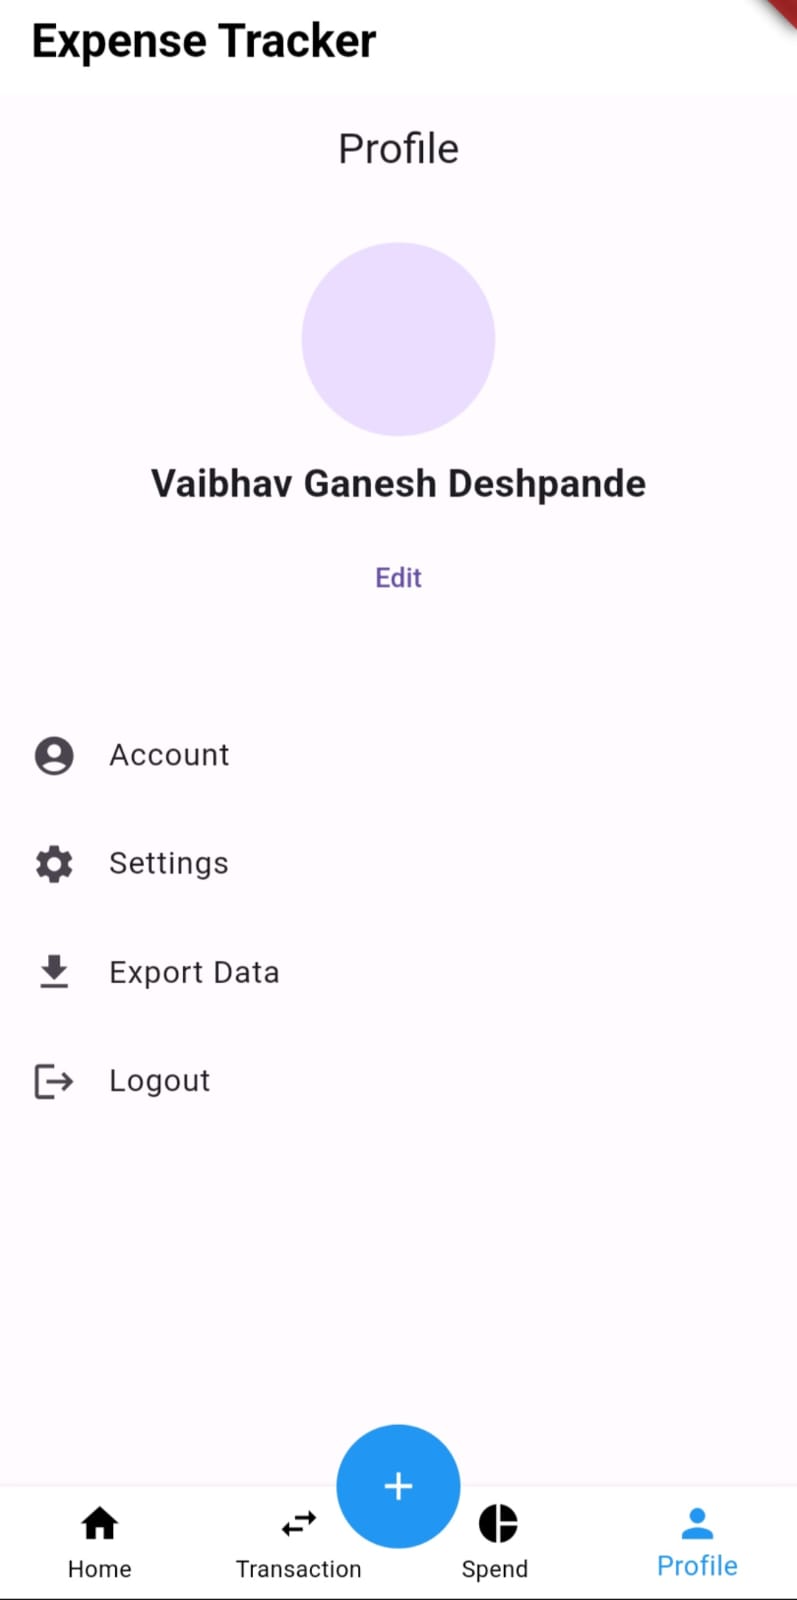 Expense Tracker
Profile
Vaibhav Ganesh Deshpande
Edit
Account
Settings
Export Data
Logout
+
Home
Transaction
Spend
Profile